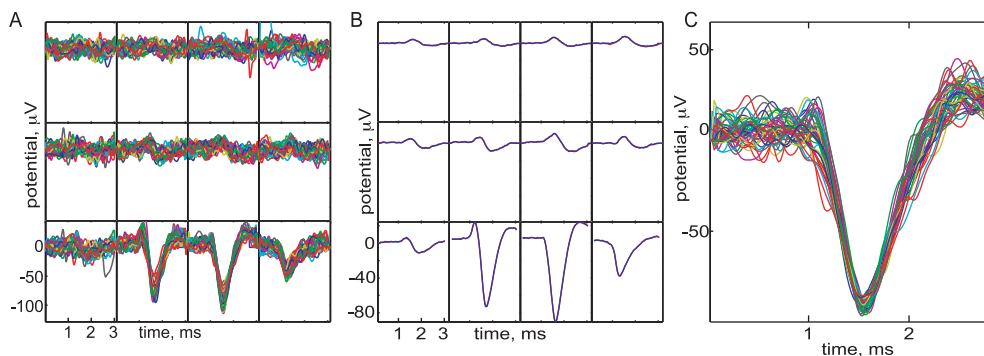 A
potential, μV
0
-50
-100
1 2 3 time, ms
B
potential, μV
0
-40
-80
1 2 3 time, ms
C
potential, μV
50
0
-50
1 2
time, ms